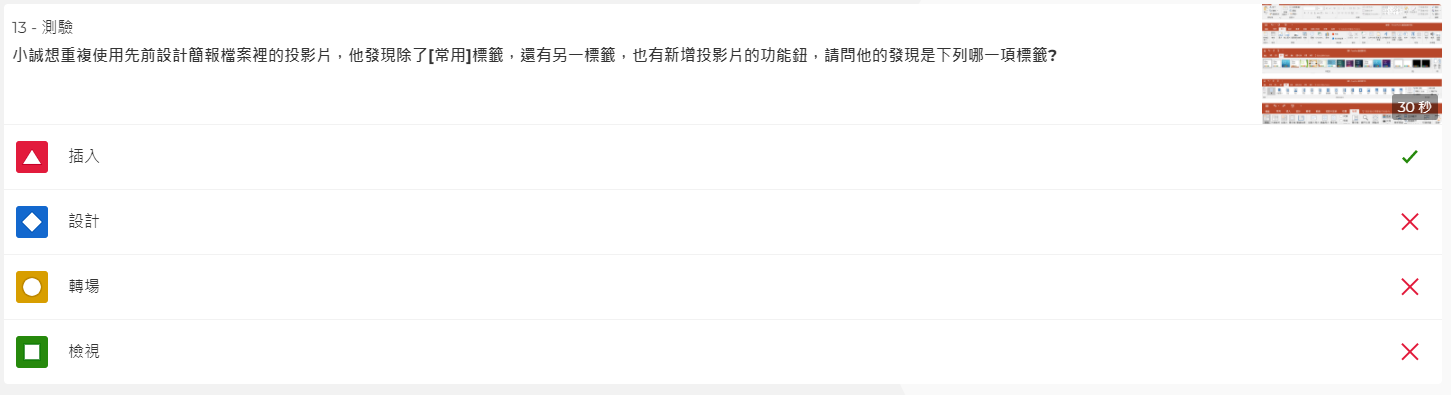 13 - 測驗
小誠想重複使用先前設計簡報檔案裡的投影片，他發現除了[常用]標籤，還有另一標籤，也有新增投影片的功能鈕，請問他的發現是下列哪一項標籤?
30 秒
插入
設計
轉場
檢視